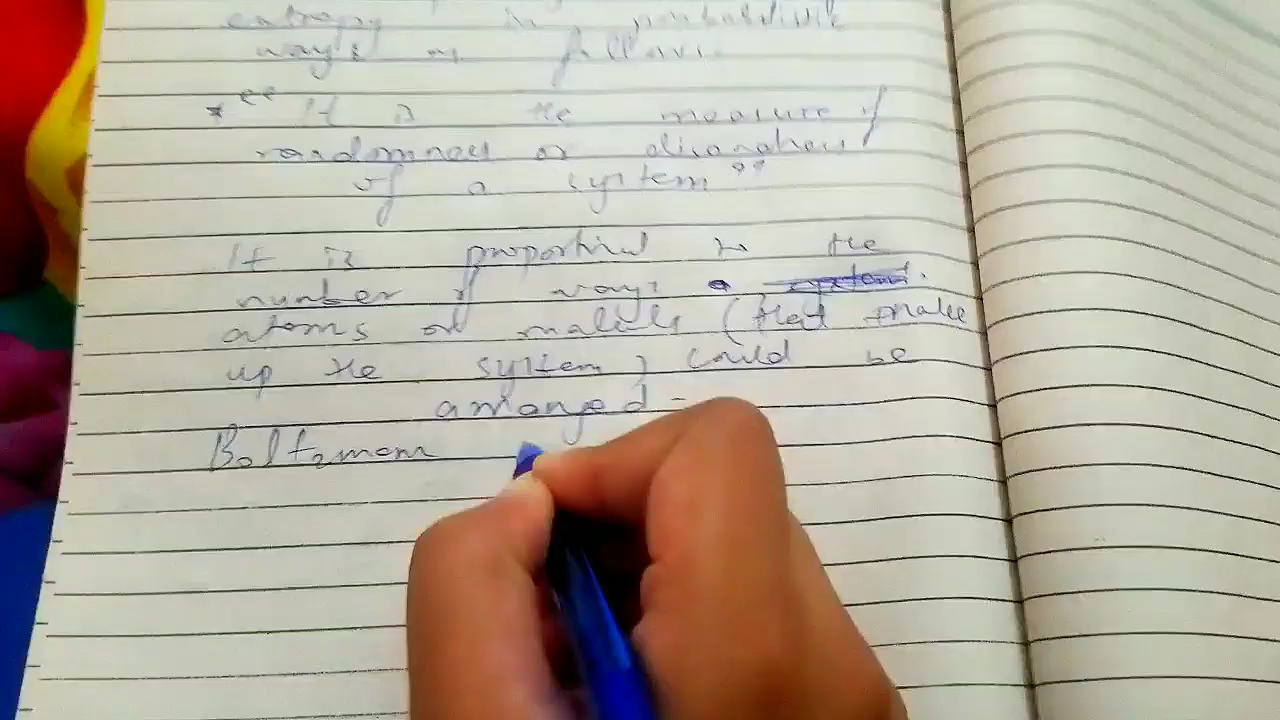 entropy in probabilistic
ways as follows.
* "It is the measure of
randomness or disorderness
of a system"
It is proportional to the
number of ways
atoms or molecules (that make
up the system) could be
arranged -
Boltzmann